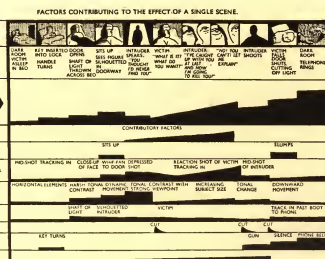 FACTORS CONTRIBUTING TO THE EFFECT OF A SINGLE SCENE.
DARK ROOM VICTIM ASLEEP IN BED
KEY INSERTED INTO LOCK HANDLE TURNS
DOOR OPENS SHAFT OF LIGHT THROWN ACROSS BED
SITS UP SEES FIGURE SILHOUETTED IN DOORWAY
INTRUDER SPEAKS. "YOU THOUGHT I'D NEVER FIND YOU"
VICTIM: "WHAT IS IT? WHAT DO YOU WANT?"
INTRUDER: "I'VE CAUGHT UP WITH YOU AT LAST AND NOW I'M GOING TO KILL YOU"
"NO YOU CAN'T! LET ME EXPLAIN"
INTRUDER SHOOTS
VICTIM FALLS DOOR SHUTS, CUTTING OFF LIGHT
DARK ROOM TELEPHONE RINGS
CONTRIBUTORY FACTORS
SITS UP
SLUMPS
MID-SHOT TRACKING IN
CLOSE-UP OF FACE
WHIP PAN TO DOOR
DEPRESSED SHOT
REACTION SHOT OF VICTIM TRACKING IN
MID-SHOT OF INTRUDER
HORIZONTAL ELEMENTS
HARSH TONAL CONTRAST
DYNAMIC MOVEMENT
TONAL CONTRAST WITH STRONG VIEWPOINT
INCREASING SUBJECT SIZE
TONAL CHANGE
DOWNWARD MOVEMENT
SHAFT OF LIGHT
SILHOUETTED INTRUDER
VICTIM
TRACK IN PAST BODY TO PHONE
CUT
CUT
CUT
KEY TURNS
GUN
SILENCE
PHONE BELL